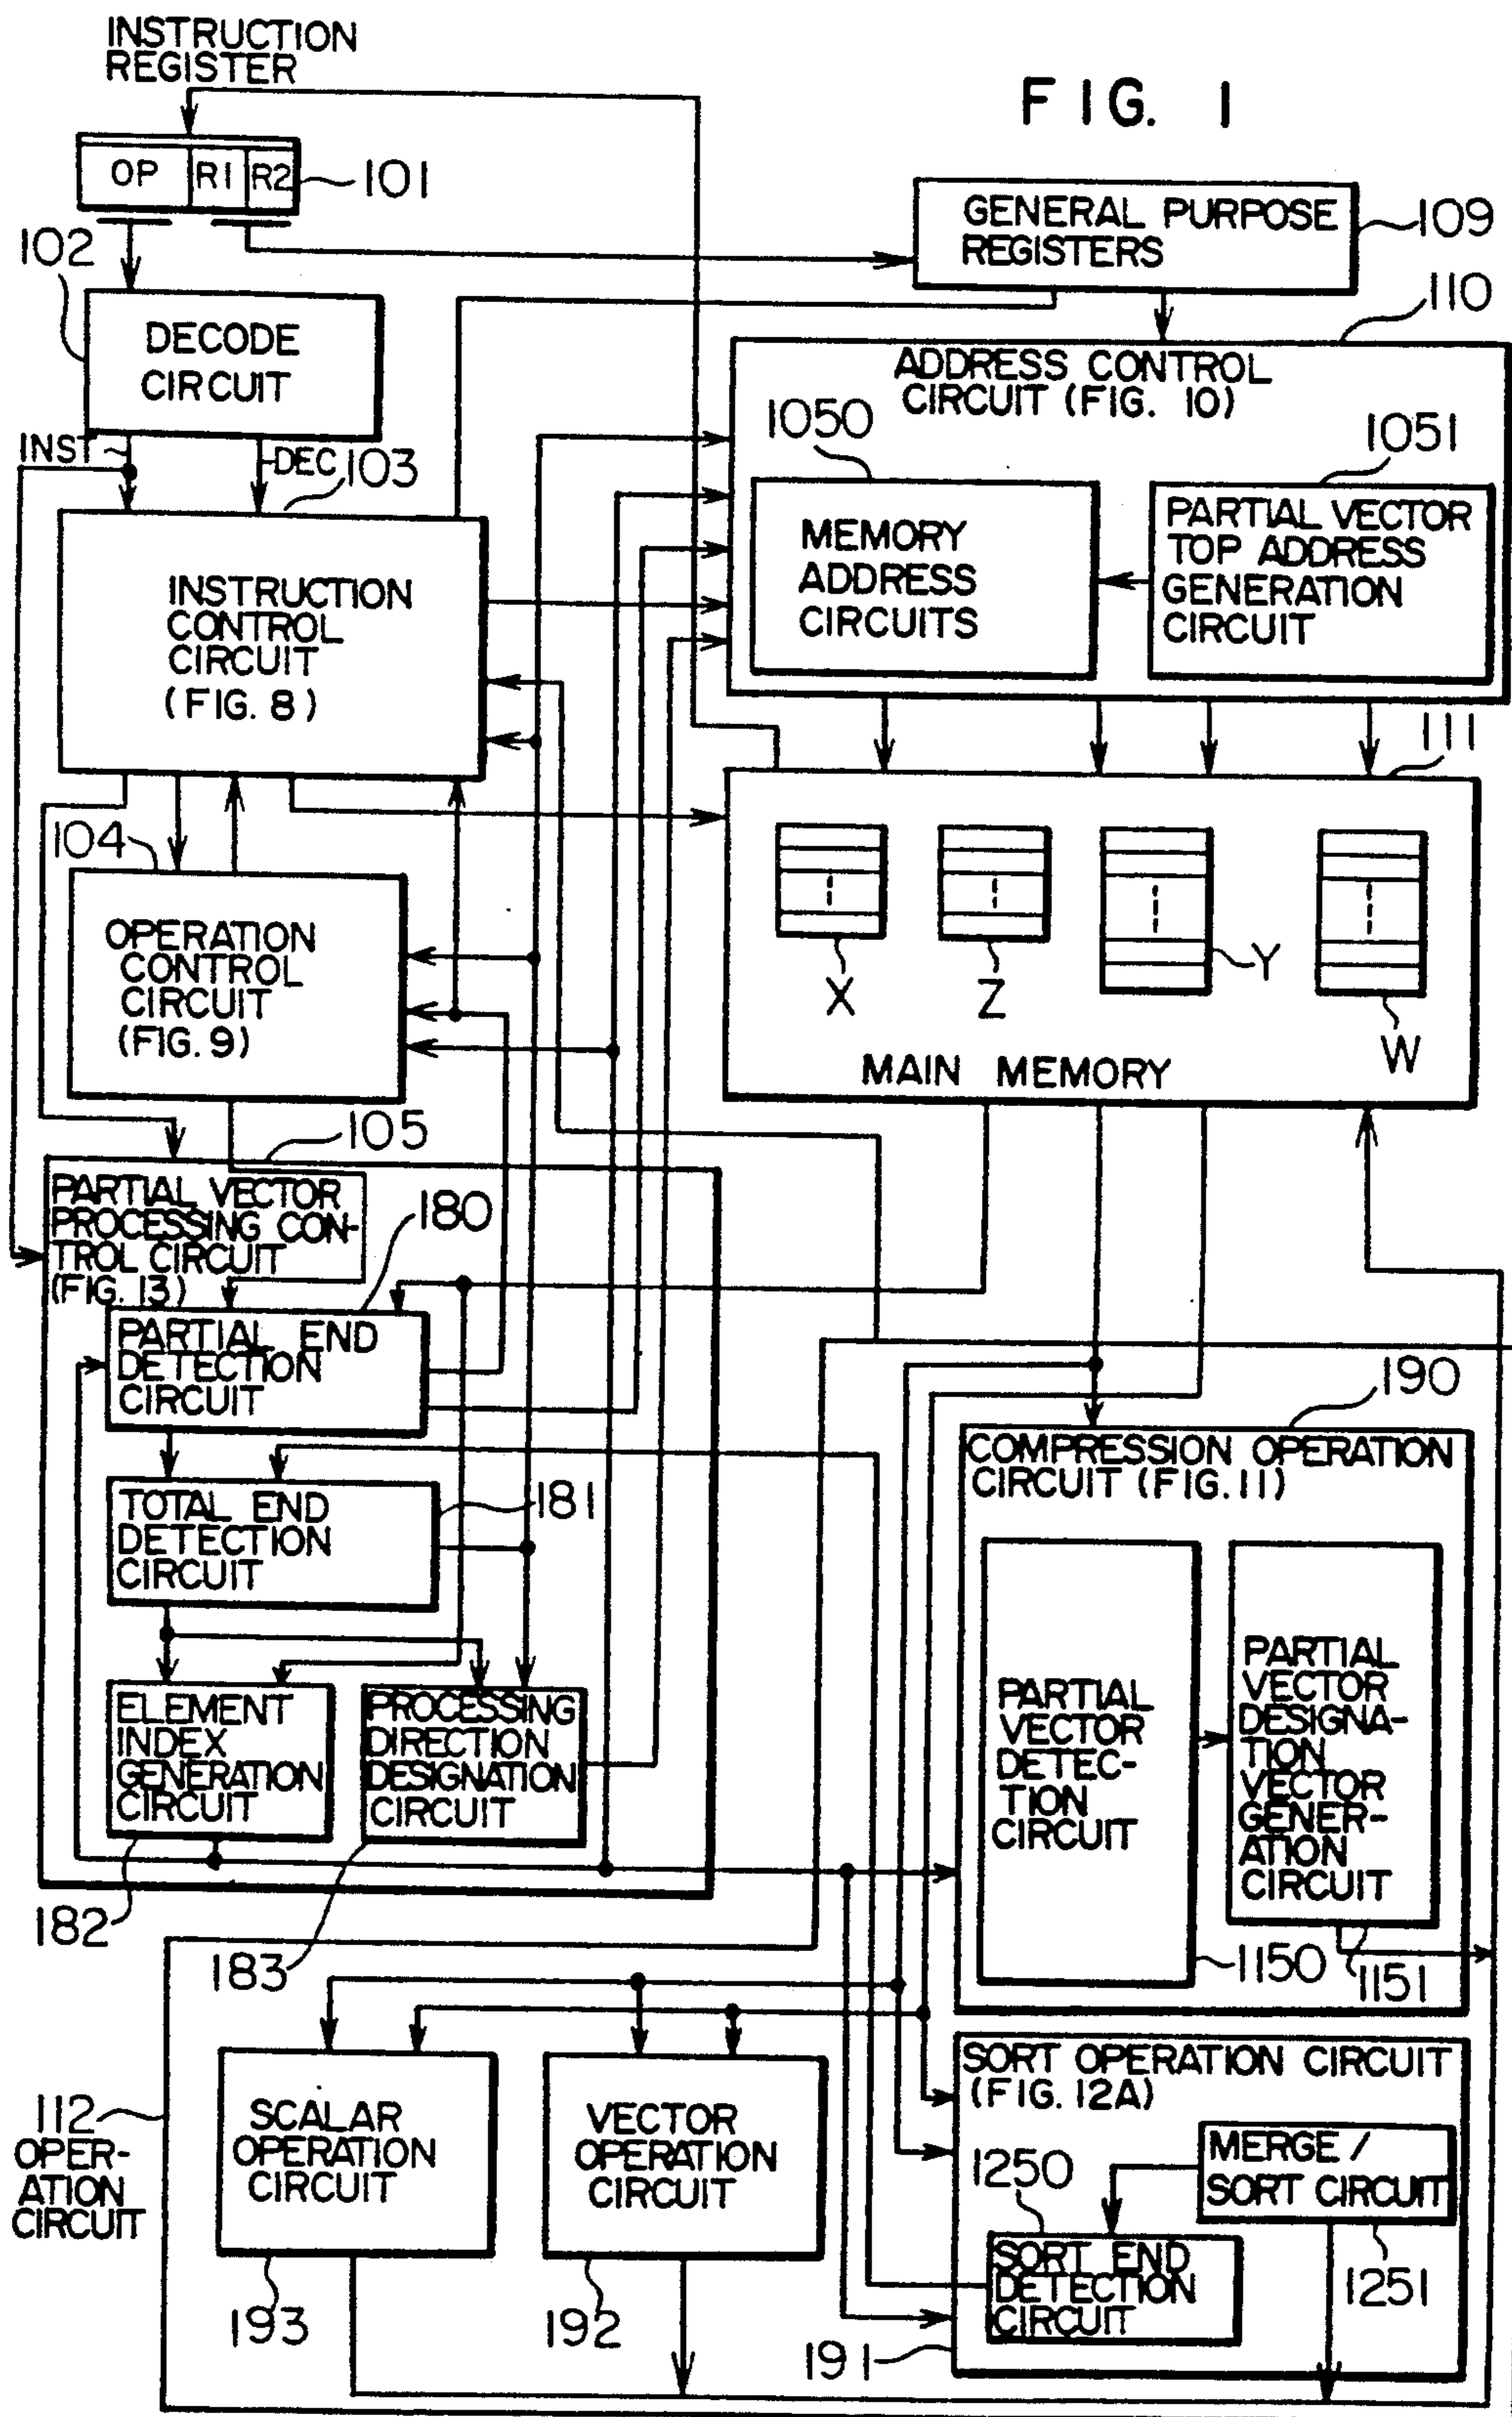 INSTRUCTION
REGISTER
FIG. 1
OP R1 R2
101
GENERAL PURPOSE
REGISTERS
109
102
DECODE
CIRCUIT
110
ADDRESS CONTROL
CIRCUIT (FIG. 10)
INST
DEC
103
1050
1051
INSTRUCTION
CONTROL
CIRCUIT
(FIG. 8)
MEMORY
ADDRESS
CIRCUITS
PARTIAL VECTOR
TOP ADDRESS
GENERATION
CIRCUIT
111
104
OPERATION
CONTROL
CIRCUIT
(FIG. 9)
X
Z
Y
W
MAIN MEMORY
105
PARTIAL VECTOR
PROCESSING CON-
TROL CIRCUIT
(FIG. 13)
180
PARTIAL END
DETECTION
CIRCUIT
190
COMPRESSION OPERATION
CIRCUIT (FIG. 11)
TOTAL END
DETECTION
CIRCUIT
181
ELEMENT
INDEX
GENERATION
CIRCUIT
PROCESSING
DIRECTION
DESIGNATION
CIRCUIT
PARTIAL
VECTOR
DETEC-
TION
CIRCUIT
PARTIAL
VECTOR
DESIGNA-
TION
VECTOR
GENER-
ATION
CIRCUIT
182
183
1150
1151
112
OPER-
ATION
CIRCUIT
SCALAR
OPERATION
CIRCUIT
VECTOR
OPERATION
CIRCUIT
SORT OPERATION CIRCUIT
(FIG. 12A)
1250
MERGE /
SORT CIRCUIT
SORT END
DETECTION
CIRCUIT
1251
193
192
191